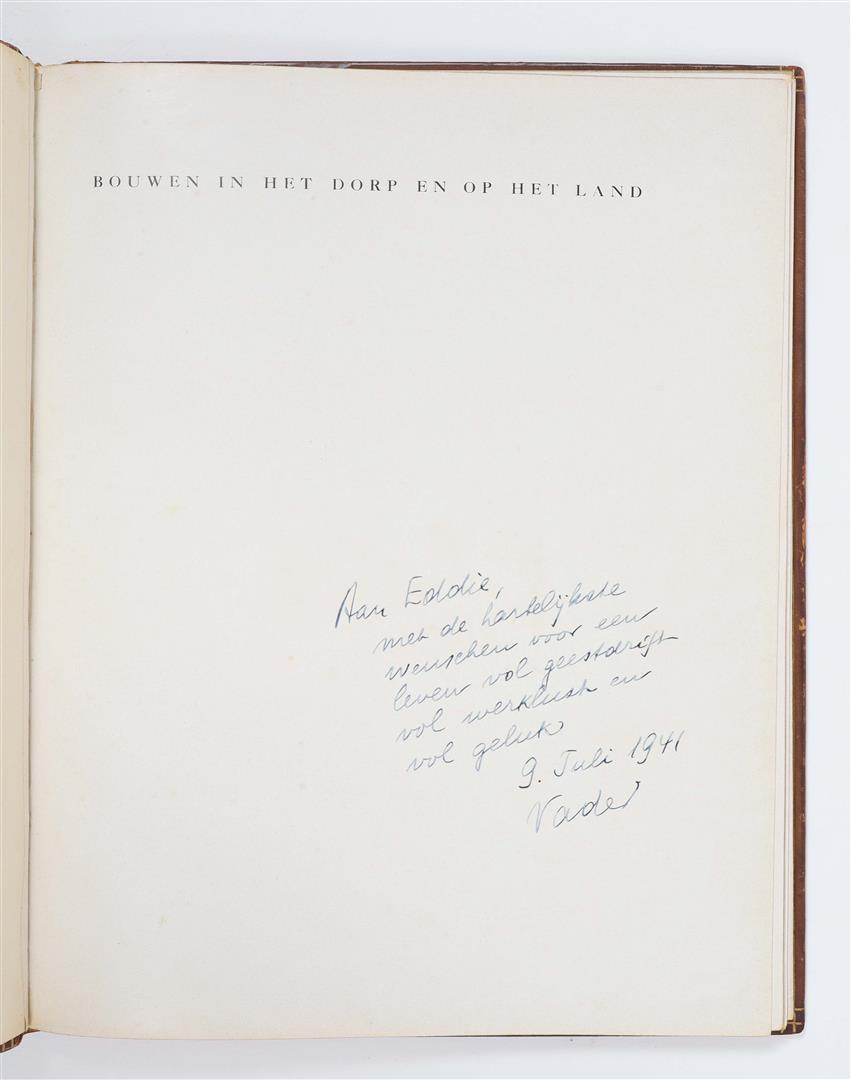 BOUWEN IN HET DORP EN OP HET LAND
Aan Eddie,
met de hartelijkste
wenschen voor een
leven vol geestdrift
vol werklust en
vol geluk
9. Juli 1941
Vader